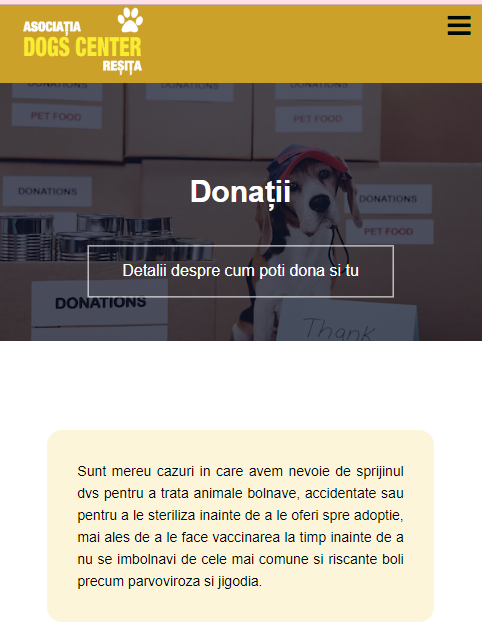 ASOCIAȚIA
DOGS CENTER
REȘIȚA
PET FOOD
PET FOOD
DONATIONS
DONATIONS
PET FOOD
Donații
Detalii despre cum poti dona si tu
DONATIONS
Thank
Sunt mereu cazuri in care avem nevoie de sprijinul
dvs pentru a trata animale bolnave, accidentate sau
pentru a le steriliza inainte de a le oferi spre adoptie,
mai ales de a le face vaccinarea la timp inainte de a
nu se imbolnavi de cele mai comune si riscante boli
precum parvoviroza si jigodia.